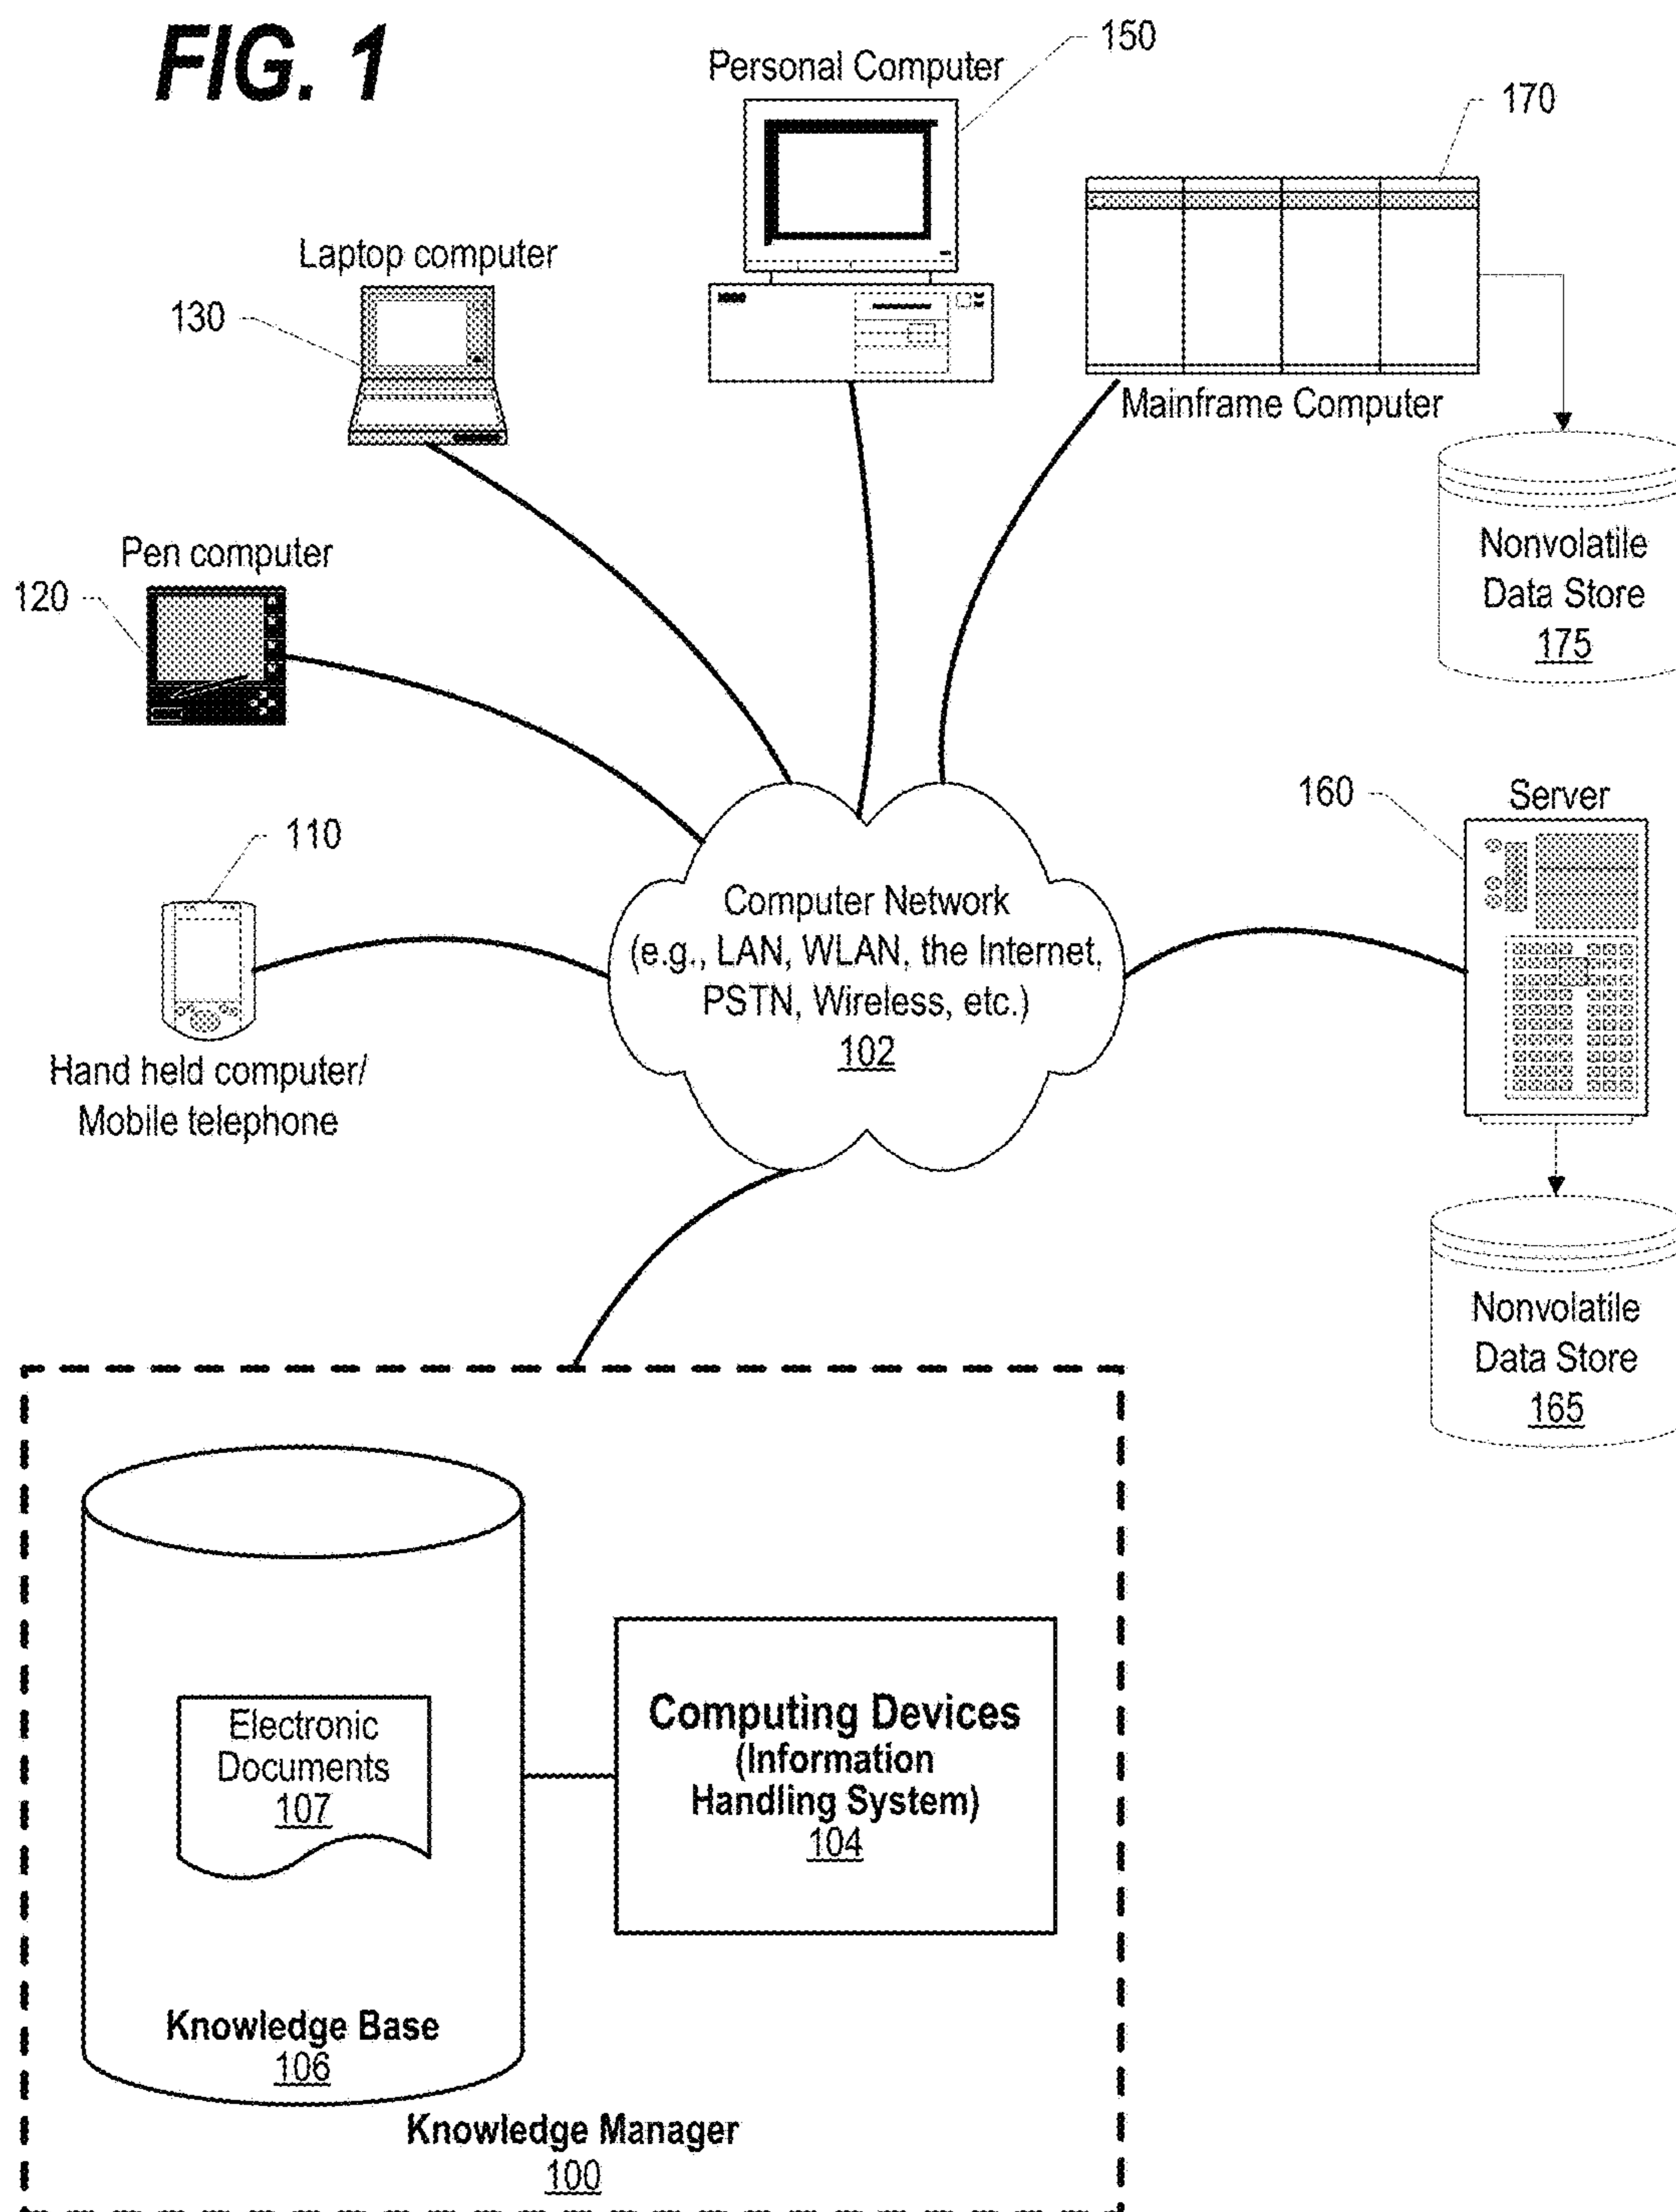 FIG. 1
Personal Computer
150
170
Laptop computer
130
Mainframe Computer
Nonvolatile
Data Store
175
Pen computer
120
160
Server
110
Computer Network
(e.g., LAN, WLAN, the Internet,
PSTN, Wireless, etc.)
102
Hand held computer/
Mobile telephone
Nonvolatile
Data Store
165
Electronic
Documents
107
Computing Devices
(Information
Handling System)
104
Knowledge Base
106
Knowledge Manager
100